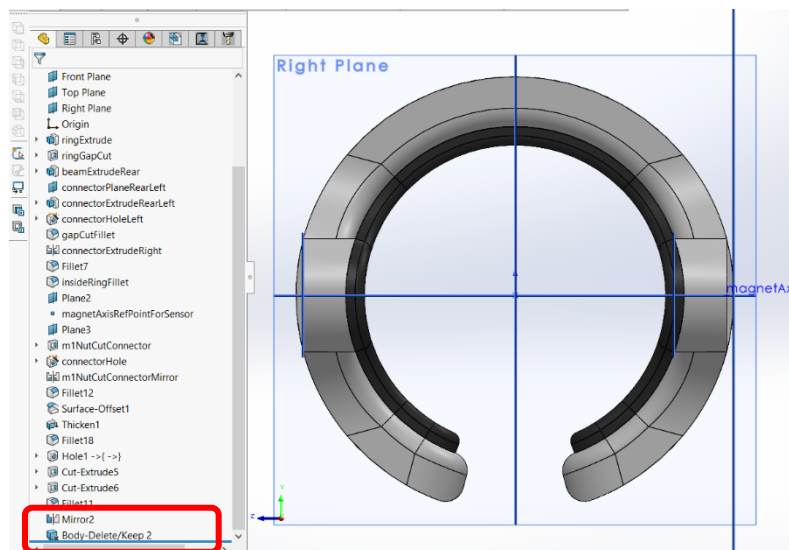 Front Plane
Top Plane
Right Plane
Origin
ringExtrude
ringGapCut
beamExtrudeRear
connectorPlaneRearLeft
connectorExtrudeRearLeft
connectorHoleLeft
gapCutFillet
connectorExtrudeRight
Fillet7
insideRingFillet
Plane2
magnetAxisRefPointForSensor
Plane3
m1NutCutConnector
connectorHole
m1NutCutConnectorMirror
Fillet12
Surface-Offset1
Thicken1
Fillet18
Hole1 ->{ ->}
Cut-Extrude5
Cut-Extrude6
Fillet11
Mirror2
Body-Delete/Keep 2
Right Plane
magnetAx
Y
Z